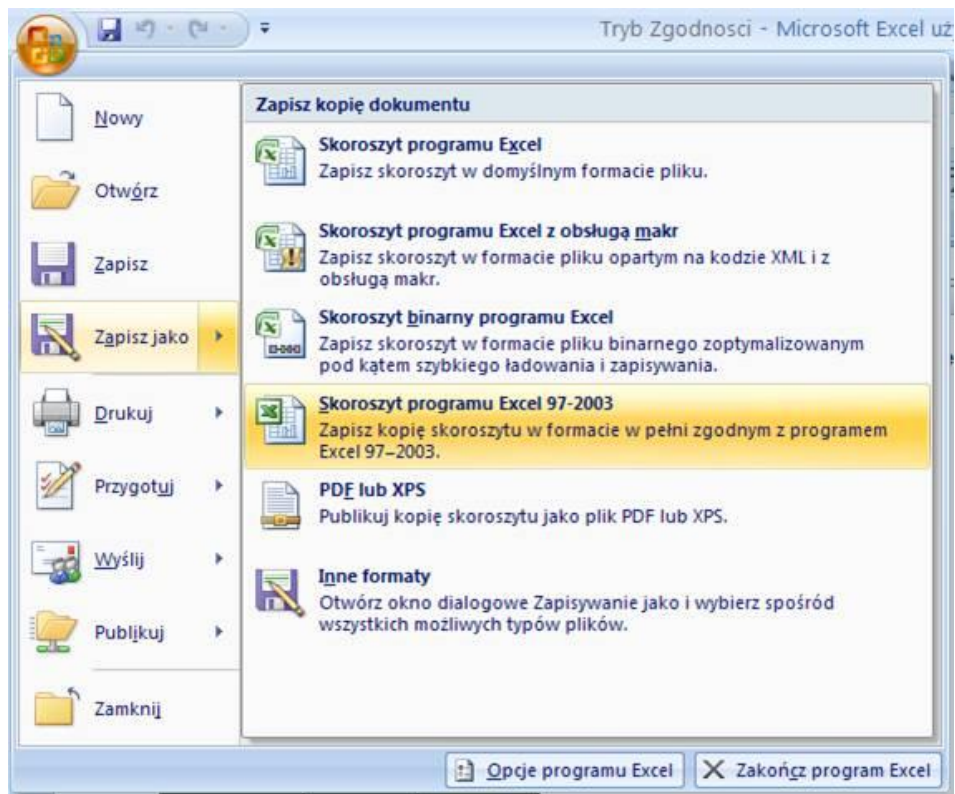 Tryb Zgodnosci - Microsoft Excel uż
Nowy
Otwórz
Zapisz
Zapisz jako
Drukuj
Przygotuj
Wyślij
Publikuj
Zamknij
Zapisz kopię dokumentu
Skoroszyt programu Excel
Zapisz skoroszyt w domyślnym formacie pliku.
Skoroszyt programu Excel z obsługą makr
Zapisz skoroszyt w formacie pliku opartym na kodzie XML i z
obsługą makr.
Skoroszyt binarny programu Excel
Zapisz skoroszyt w formacie pliku binarnego zoptymalizowanym
pod kątem szybkiego ładowania i zapisywania.
Skoroszyt programu Excel 97-2003
Zapisz kopię skoroszytu w formacie w pełni zgodnym z programem
Excel 97–2003.
PDF lub XPS
Publikuj kopię skoroszytu jako plik PDF lub XPS.
Inne formaty
Otwórz okno dialogowe Zapisywanie jako i wybierz spośród
wszystkich możliwych typów plików.
Opcje programu Excel
Zakończ program Excel